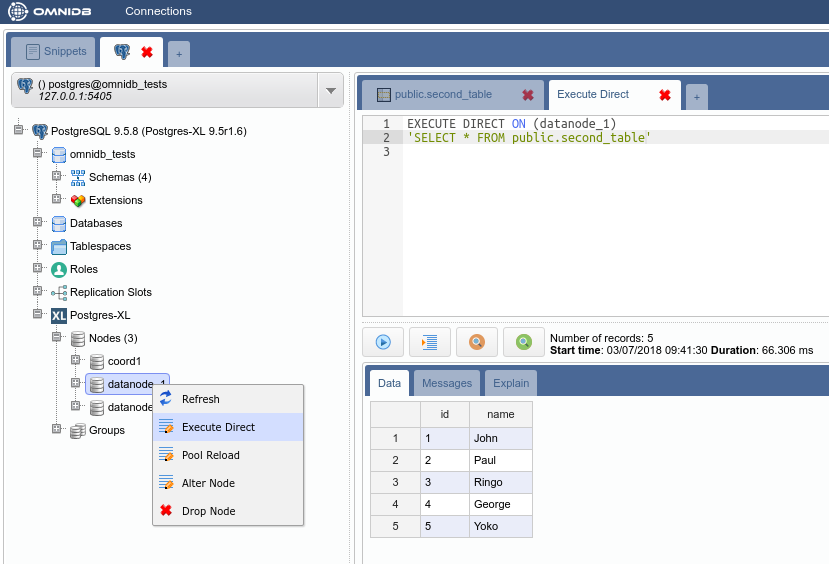 OMNIDB
Connections
Snippets
+
() postgres@omnidb_tests
127.0.0.1:5405
PostgreSQL 9.5.8 (Postgres-XL 9.5r1.6)
omnidb_tests
Schemas (4)
Extensions
Databases
Tablespaces
Roles
Replication Slots
XL Postgres-XL
Nodes (3)
coord1
datanode_1
datanode
Groups
Refresh
Execute Direct
Pool Reload
Alter Node
Drop Node
public.second_table
Execute Direct
+
1 EXECUTE DIRECT ON (datanode_1)
2 'SELECT * FROM public.second_table'
3
Number of records: 5
Start time: 03/07/2018 09:41:30 Duration: 66.306 ms
Data Messages Explain
id name
1 1 John
2 2 Paul
3 3 Ringo
4 4 George
5 5 Yoko